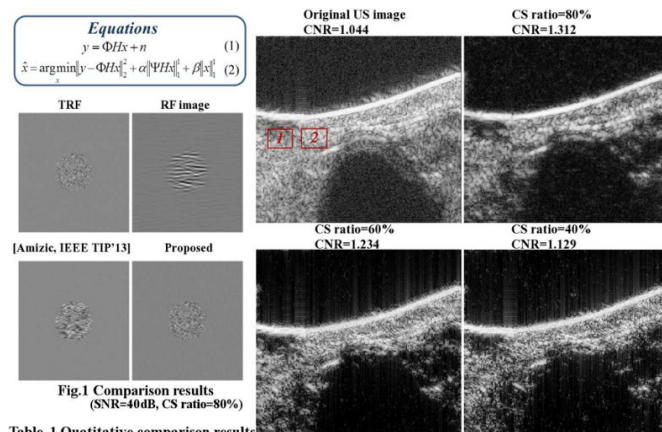 Equations
y = ΦHx + n (1)
x̂ = argmin‖y − ΦHx‖₂² + α‖ΨHx‖₁¹ + β‖x‖₁¹ (2)
x
TRF RF image
[Amizic, IEEE TIP'13] Proposed
Fig.1 Comparison results
(SNR=40dB, CS ratio=80%)
Table. 1 Quatitative comparison results
Original US image
CNR=1.044
CS ratio=80%
CNR=1.312
1 2
CS ratio=60%
CNR=1.234
CS ratio=40%
CNR=1.129